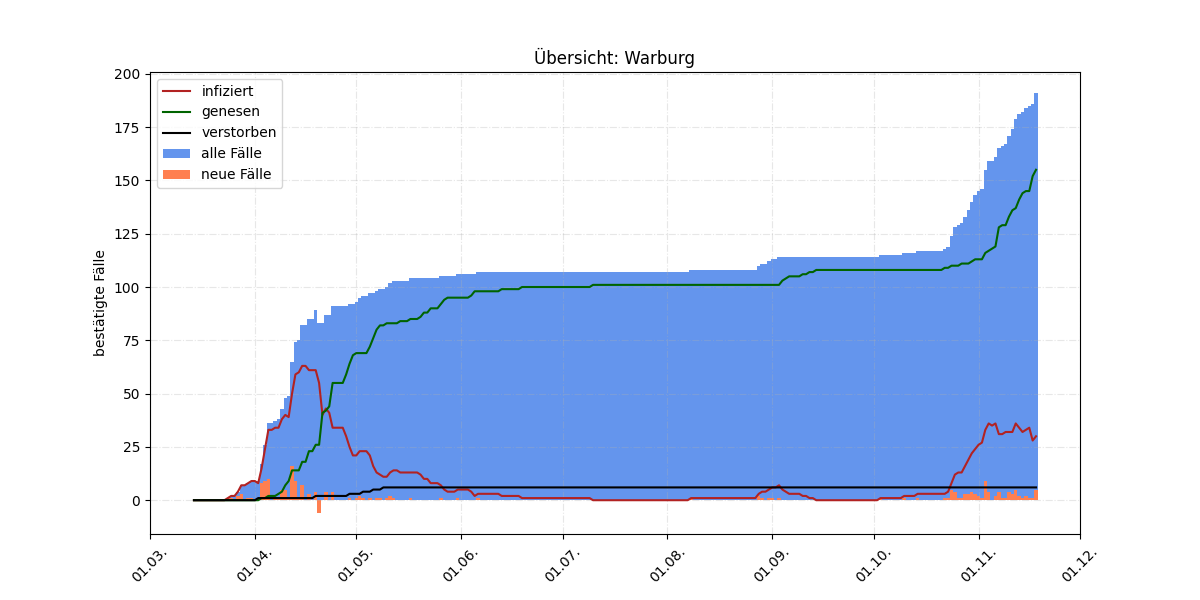 Übersicht: Warburg
infiziert
genesen
verstorben
alle Fälle
neue Fälle
bestätigte Fälle
200
175
150
125
100
75
50
25
0
01.03.
01.04.
01.05.
01.06.
01.07.
01.08.
01.09.
01.10.
01.11.
01.12.